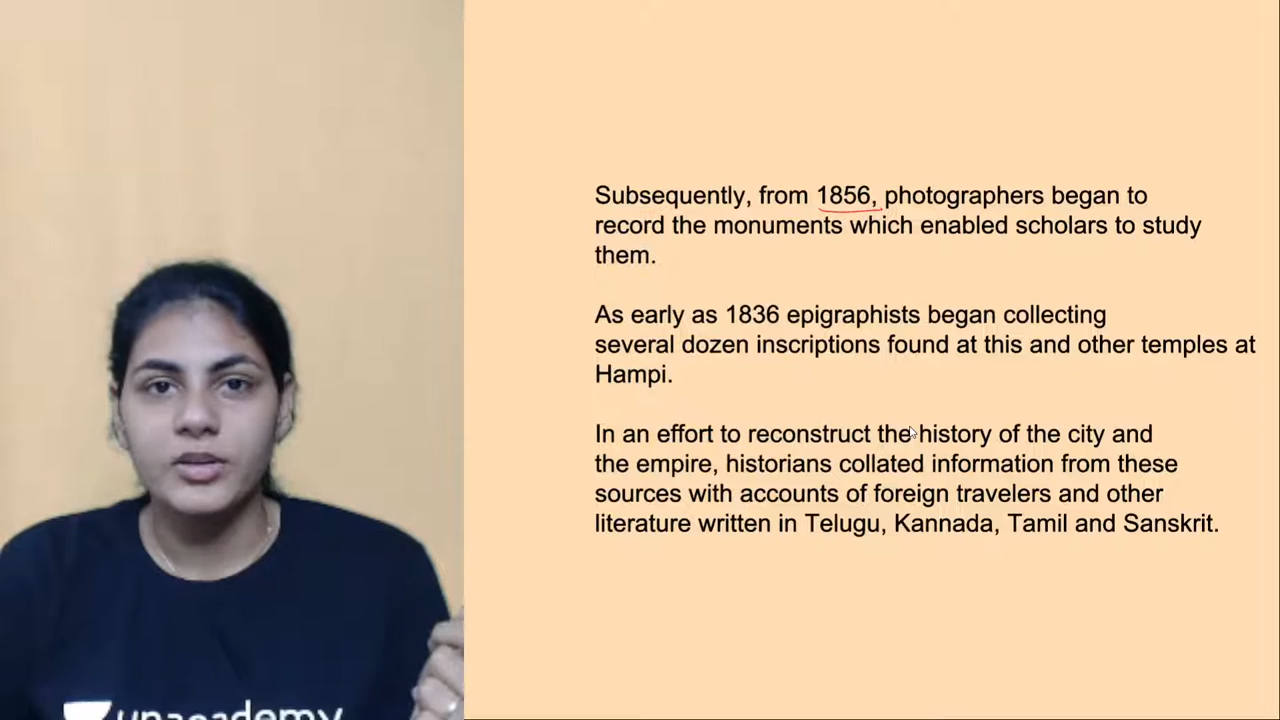 Subsequently, from 1856, photographers began to
record the monuments which enabled scholars to study
them.
As early as 1836 epigraphists began collecting
several dozen inscriptions found at this and other temples at
Hampi.
In an effort to reconstruct the history of the city and
the empire, historians collated information from these
sources with accounts of foreign travelers and other
literature written in Telugu, Kannada, Tamil and Sanskrit.
unacademy